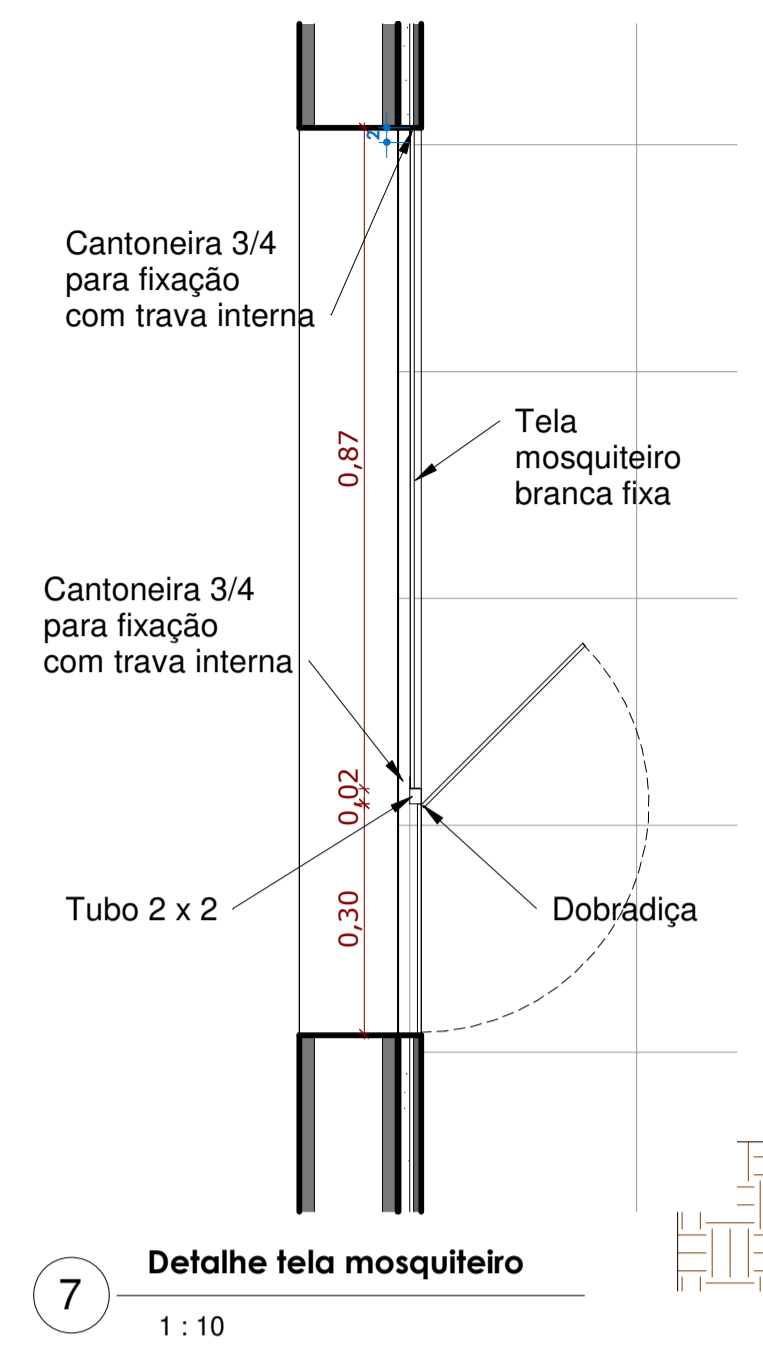 2
Cantoneira 3/4
para fixação
com trava interna
0,87
Tela
mosquiteiro
branca fixa
Cantoneira 3/4
para fixação
com trava interna
0,02
Tubo 2 x 2
0,30
Dobradiça
7
Detalhe tela mosquiteiro
1 : 10